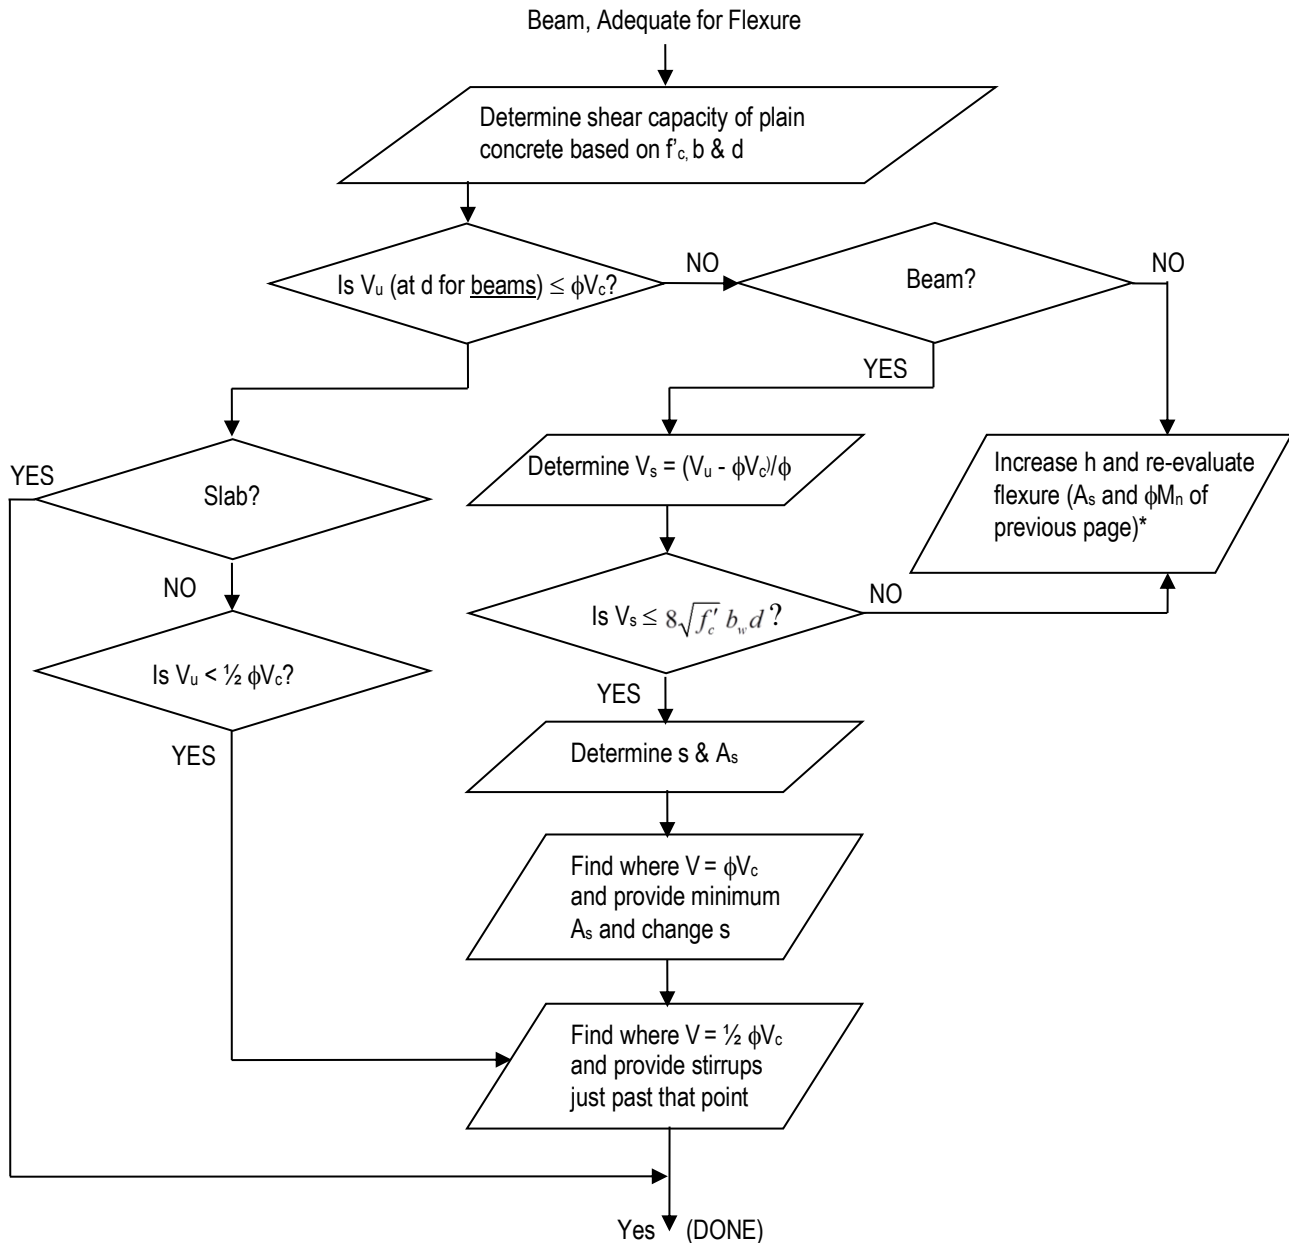 Beam, Adequate for Flexure
Determine shear capacity of plain
concrete based on f'c, b & d
Is Vu (at d for beams) ≤ ϕVc?
NO
Beam?
NO
YES
YES
Slab?
Determine Vs = (Vu - ϕVc)/ϕ
Increase h and re-evaluate
flexure (As and ϕMn of
previous page)*
NO
Is Vs ≤ 8√f′c bwd ?
NO
Is Vu < ½ ϕVc?
YES
YES
Determine s & As
Find where V = ϕVc
and provide minimum
As and change s
Find where V = ½ ϕVc
and provide stirrups
just past that point
Yes (DONE)